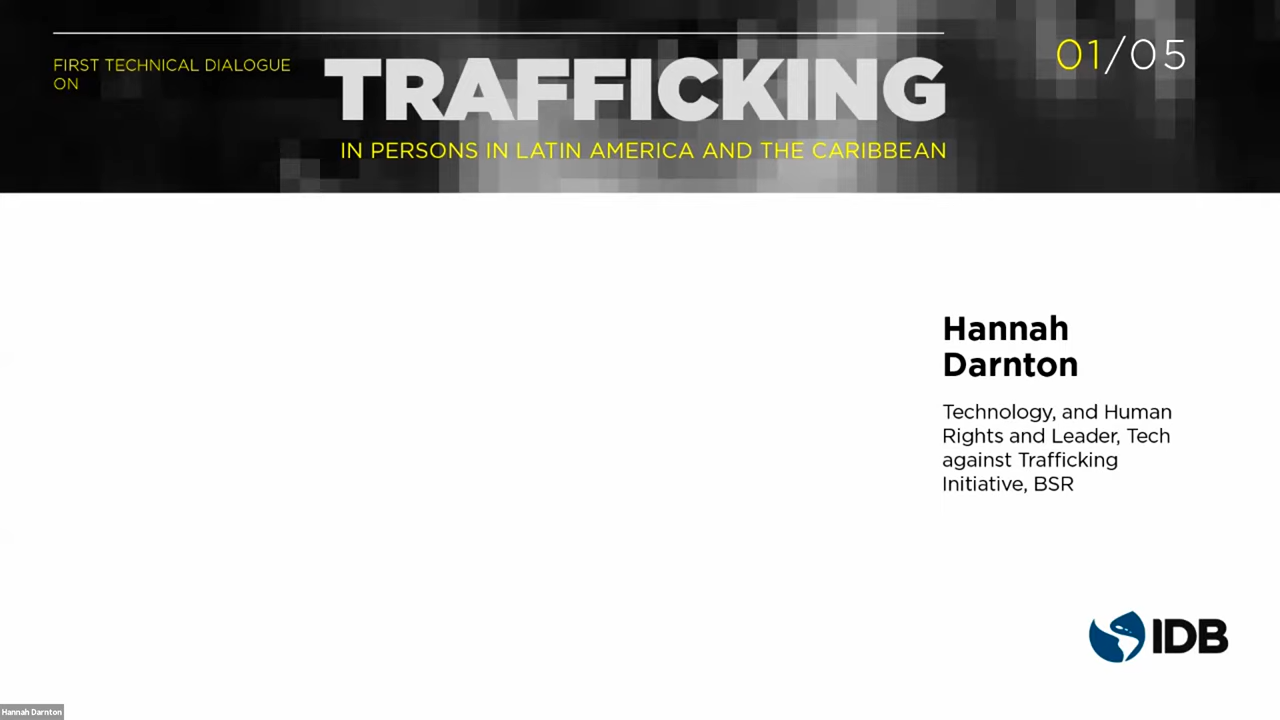 FIRST TECHNICAL DIALOGUE
ON
TRAFFICKING
IN PERSONS IN LATIN AMERICA AND THE CARIBBEAN
01/05
Hannah
Darnton
Technology, and Human
Rights and Leader, Tech
against Trafficking
Initiative, BSR
IDB
Hannah Darnton